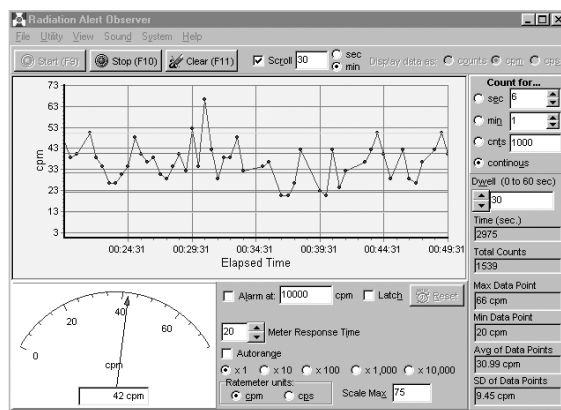 Radiation Alert Observer
File Utility View Sound System Help
Start (F9) Stop (F10) Clear (F11) Scroll 30 sec min Display data as: counts cpm cps
73
63
53
43
33
23
13
3
cpm
00:24:31 00:29:31 00:34:31 00:39:31 00:44:31 00:49:31
Elapsed Time
Count for...
sec 6
min 1
cnts 1000
continous
Dwell (0 to 60 sec)
30
Time (sec.)
2975
Total Counts
1539
Max Data Point
66 cpm
Min Data Point
20 cpm
Avg of Data Points
30.99 cpm
SD of Data Points
9.45 cpm
0 20 40 60
cpm
42 cpm
Alarm at: 10000 cpm Latch Reset
20 Meter Response Time
Autorange
x 1 x 10 x 100 x 1,000 x 10,000
Ratemeter units:
cpm cps
Scale Max 75